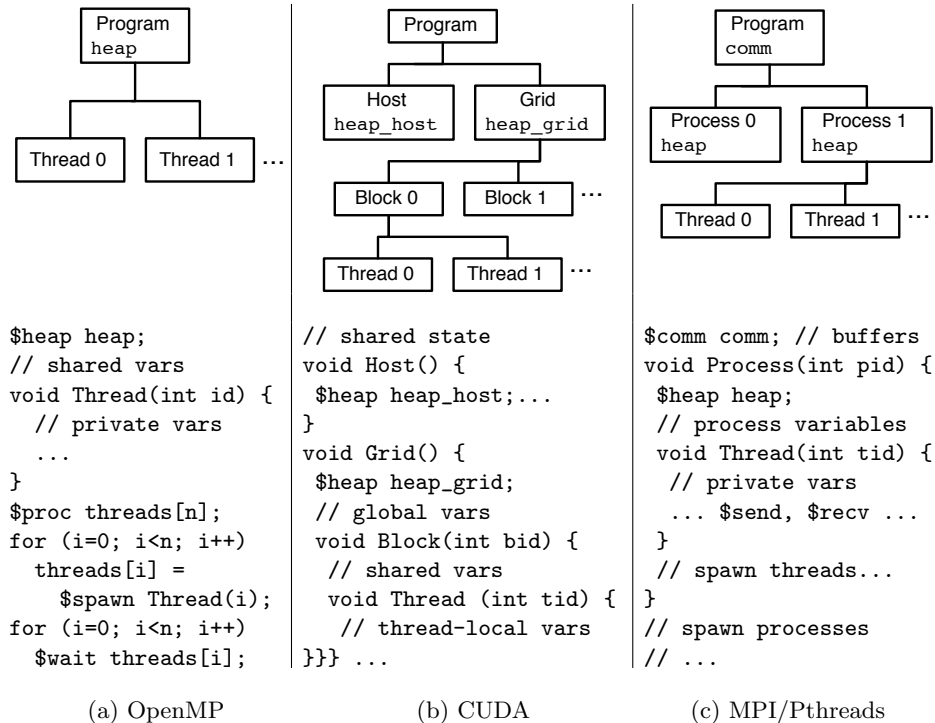 Program
heap
Thread 0
Thread 1
...
Program
Host
heap_host
Grid
heap_grid
Block 0
Block 1
...
Thread 0
Thread 1
...
Program
comm
Process 0
heap
Process 1
heap
Thread 0
Thread 1
...
$heap heap;
// shared vars
void Thread(int id) {
// private vars
...
}
$proc threads[n];
for (i=0; i<n; i++)
threads[i] =
$spawn Thread(i);
for (i=0; i<n; i++)
$wait threads[i];
// shared state
void Host() {
$heap heap_host;...
}
void Grid() {
$heap heap_grid;
// global vars
void Block(int bid) {
// shared vars
void Thread (int tid) {
// thread-local vars
}}} ...
$comm comm; // buffers
void Process(int pid) {
$heap heap;
// process variables
void Thread(int tid) {
// private vars
... $send, $recv ...
}
// spawn threads...
}
// spawn processes
// ...
(a) OpenMP
(b) CUDA
(c) MPI/Pthreads